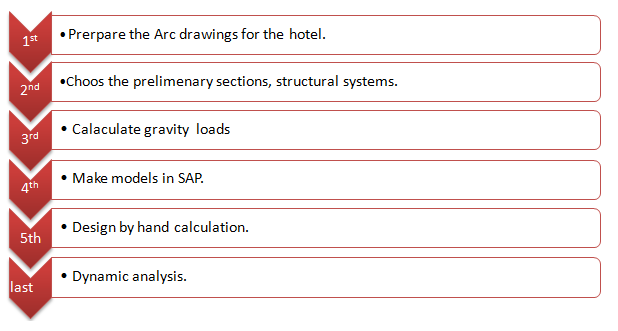 1st • Prerpare the Arc drawings for the hotel.
2nd •Choos the prelimenary sections, structural systems.
3rd • Calaculate gravity loads
4th • Make models in SAP.
5th • Design by hand calculation.
last • Dynamic analysis.